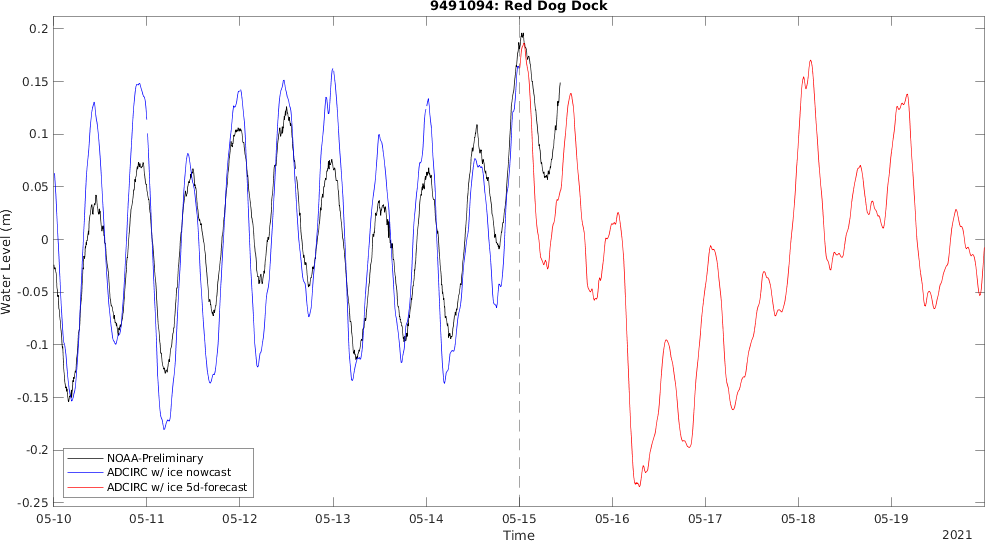 9491094: Red Dog Dock
0.2
0.15
0.1
0.05
0
-0.05
-0.1
-0.15
-0.2
-0.25
Water Level (m)
NOAA-Preliminary
ADCIRC w/ ice nowcast
ADCIRC w/ ice 5d-forecast
05-10 05-11 05-12 05-13 05-14 05-15 05-16 05-17 05-18 05-19
Time
2021